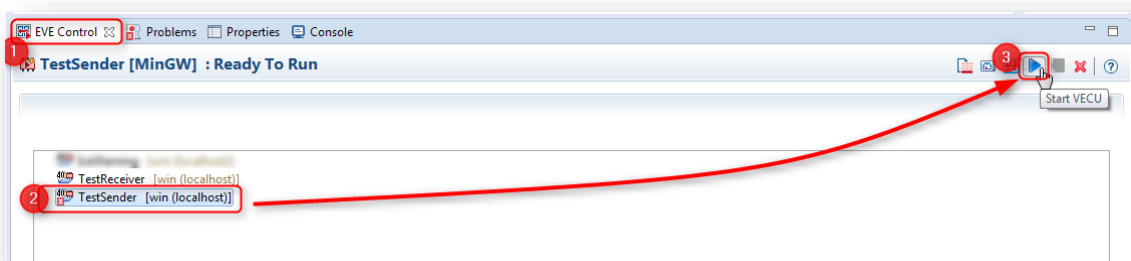 EVE Control Problems Properties Console
1
TestSender [MinGW] : Ready To Run
3
Start VECU
TestReceiver [win (localhost)]
2 TestSender [win (localhost)]